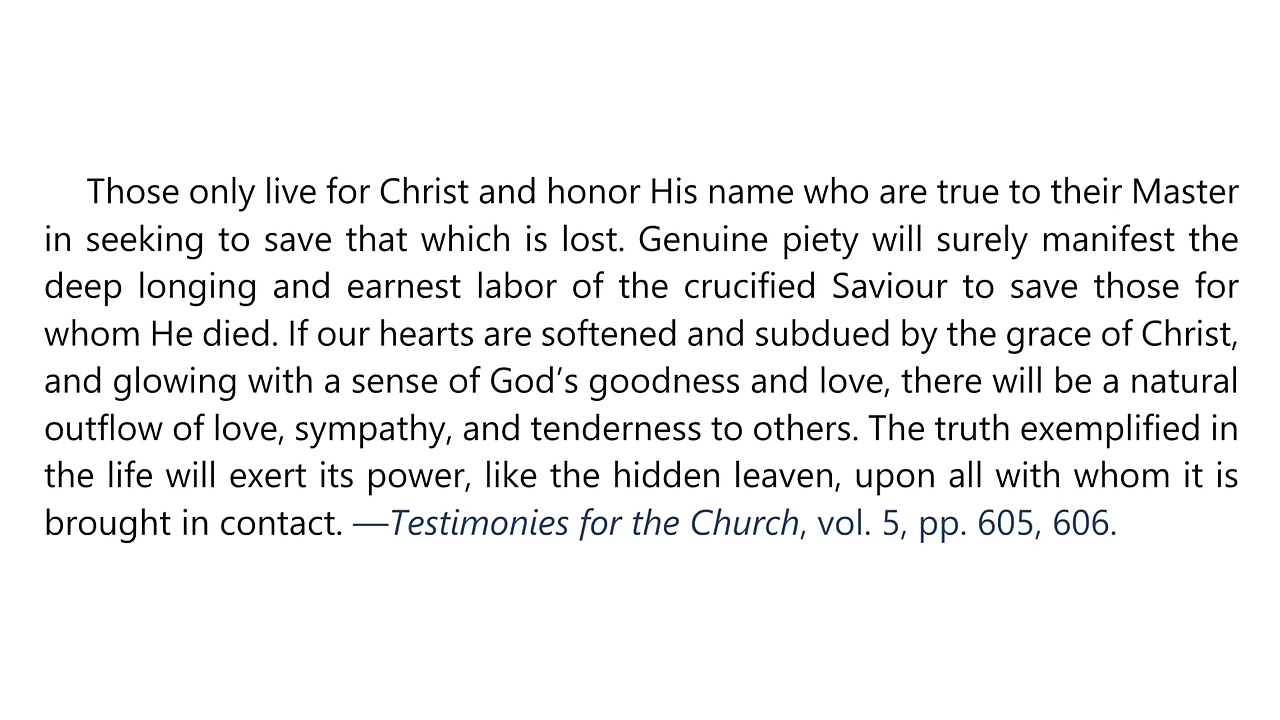 Those only live for Christ and honor His name who are true to their Master
in seeking to save that which is lost. Genuine piety will surely manifest the
deep longing and earnest labor of the crucified Saviour to save those for
whom He died. If our hearts are softened and subdued by the grace of Christ,
and glowing with a sense of God’s goodness and love, there will be a natural
outflow of love, sympathy, and tenderness to others. The truth exemplified in
the life will exert its power, like the hidden leaven, upon all with whom it is
brought in contact. —Testimonies for the Church, vol. 5, pp. 605, 606.